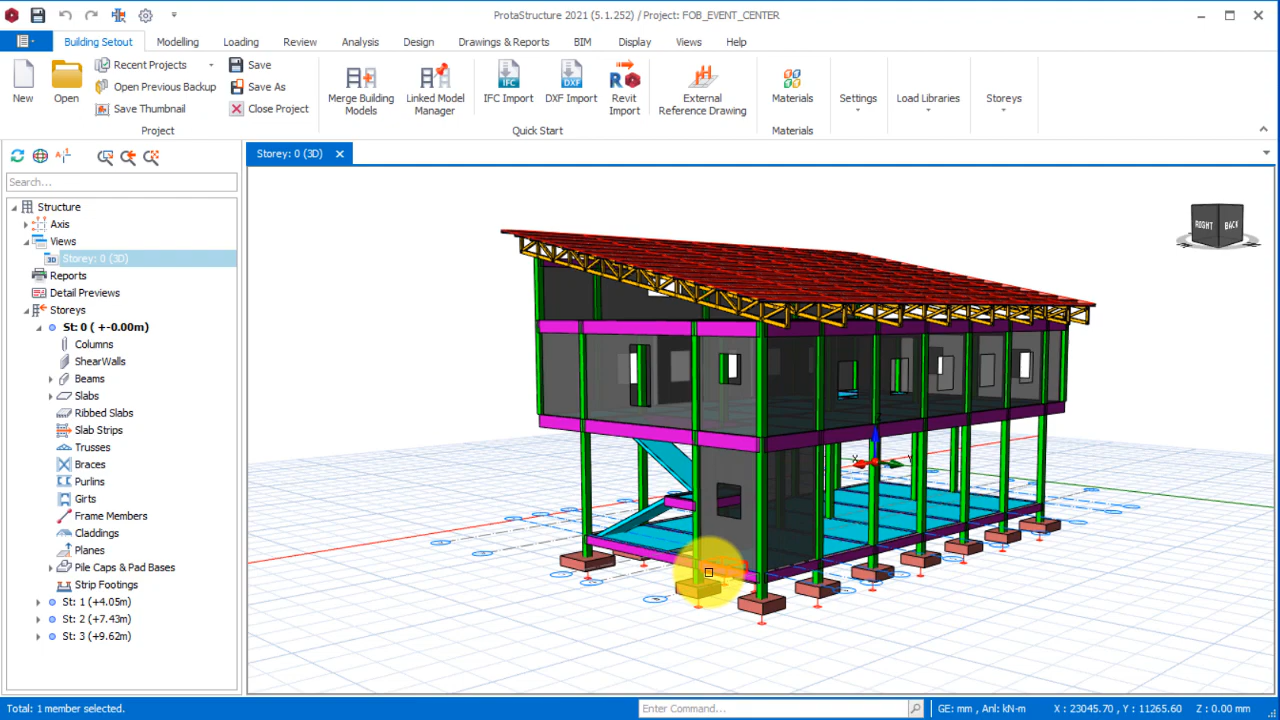 ProtaStructure 2021 (5.1.252) / Project: FOB_EVENT_CENTER
Building Setout Modelling Loading Review Analysis Design Drawings & Reports BIM Display Views Help
New
Open
Recent Projects
Open Previous Backup
Save Thumbnail
Save
Save As
Close Project
Project
Merge Building
Models
Linked Model
Manager
IFC
IFC Import
DXF
DXF Import
Revit
Import
External
Reference Drawing
Quick Start
Materials
Materials
Settings
Load Libraries
Storeys
Storey: 0 (3D)
Search...
Structure
Axis
Views
3D Storey: 0 (3D)
Reports
Detail Previews
Storeys
St: 0 ( +-0.00m)
Columns
ShearWalls
Beams
Slabs
Ribbed Slabs
Slab Strips
Trusses
Braces
Purlins
Girts
Frame Members
Claddings
Planes
Pile Caps & Pad Bases
Strip Footings
St: 1 (+4.05m)
St: 2 (+7.43m)
St: 3 (+9.62m)
RIGHT BACK
X Y
Total: 1 member selected.
Enter Command...
GE: mm , Anl: kN-m
X : 23045.70 , Y : 11265.60
Z : 0.00 mm